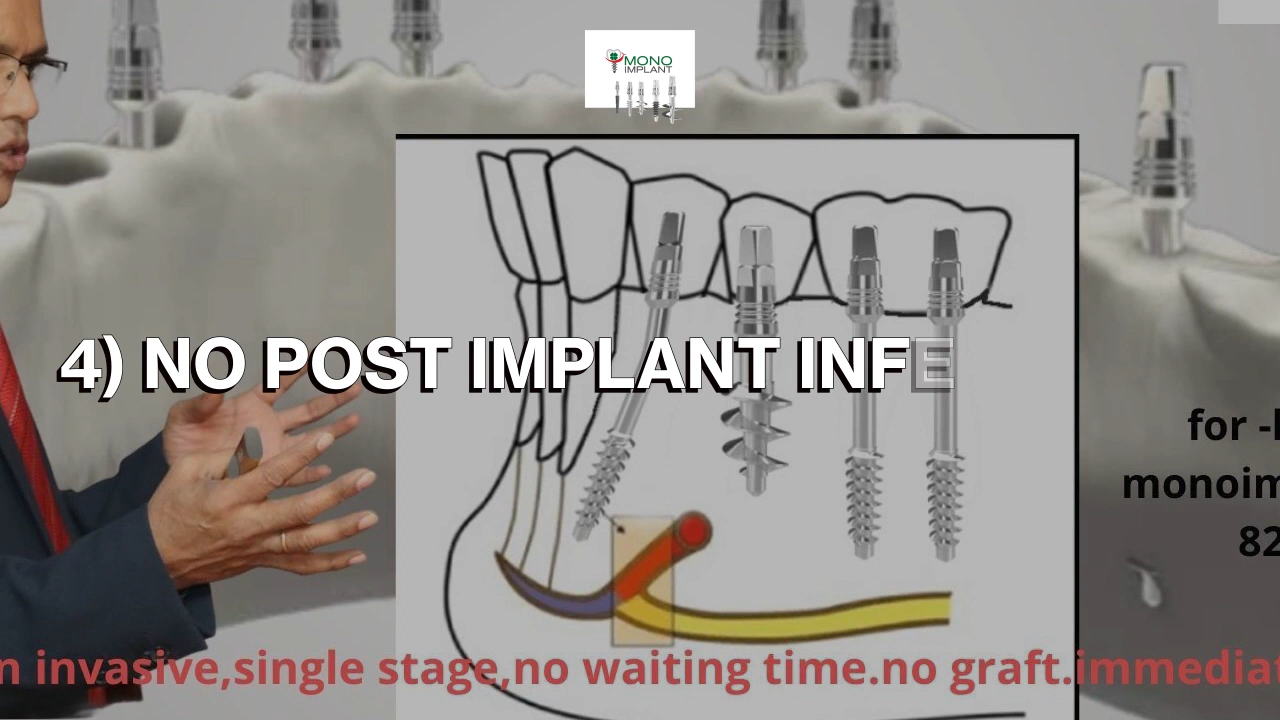 MONO
IMPLANT
4) NO POST IMPLANT INFE
for -
monoim
82
n invasive,single stage,no waiting time.no graft.immediat